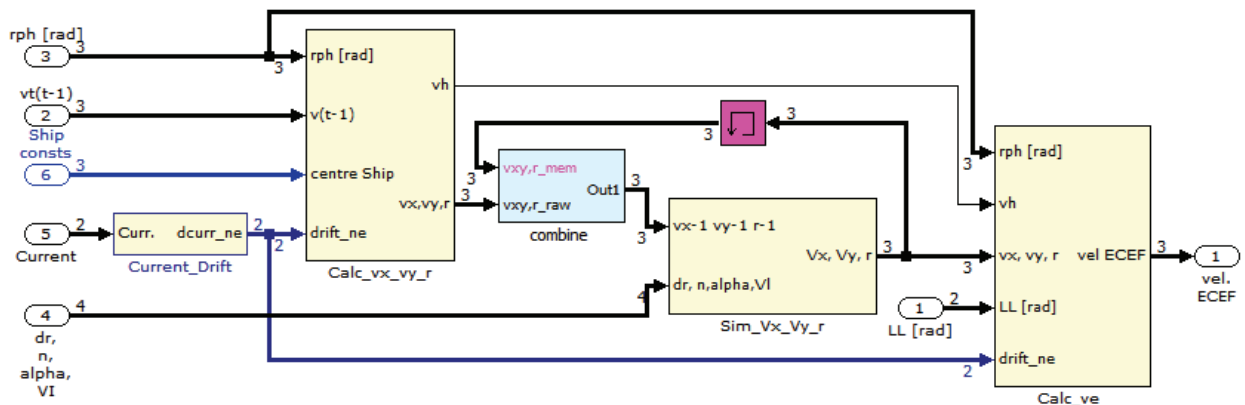 rph [rad]
3
3
3
rph [rad]
vt(t-1)
2
3
v(t-1)
Ship
consts
6
3
centre Ship
5
Current
2
Curr.
dcurr_ne
Current_Drift
2
2
drift_ne
vh
vx,vy,r
3
Calc_vx_vy_r
vxy,r_mem
3
vxy,r_raw
Out1
3
combine
3
3
3
vx-1 vy-1 r-1
Vx, Vy, r
3
dr, n,alpha,Vl
4
Sim_Vx_Vy_r
4
4
dr,
n,
alpha,
VI
rph [rad]
3
vh
vx, vy, r
3
vel ECEF
3
1
vel.
ECEF
1
LL [rad]
2
LL [rad]
drift_ne
2
Calc_ve